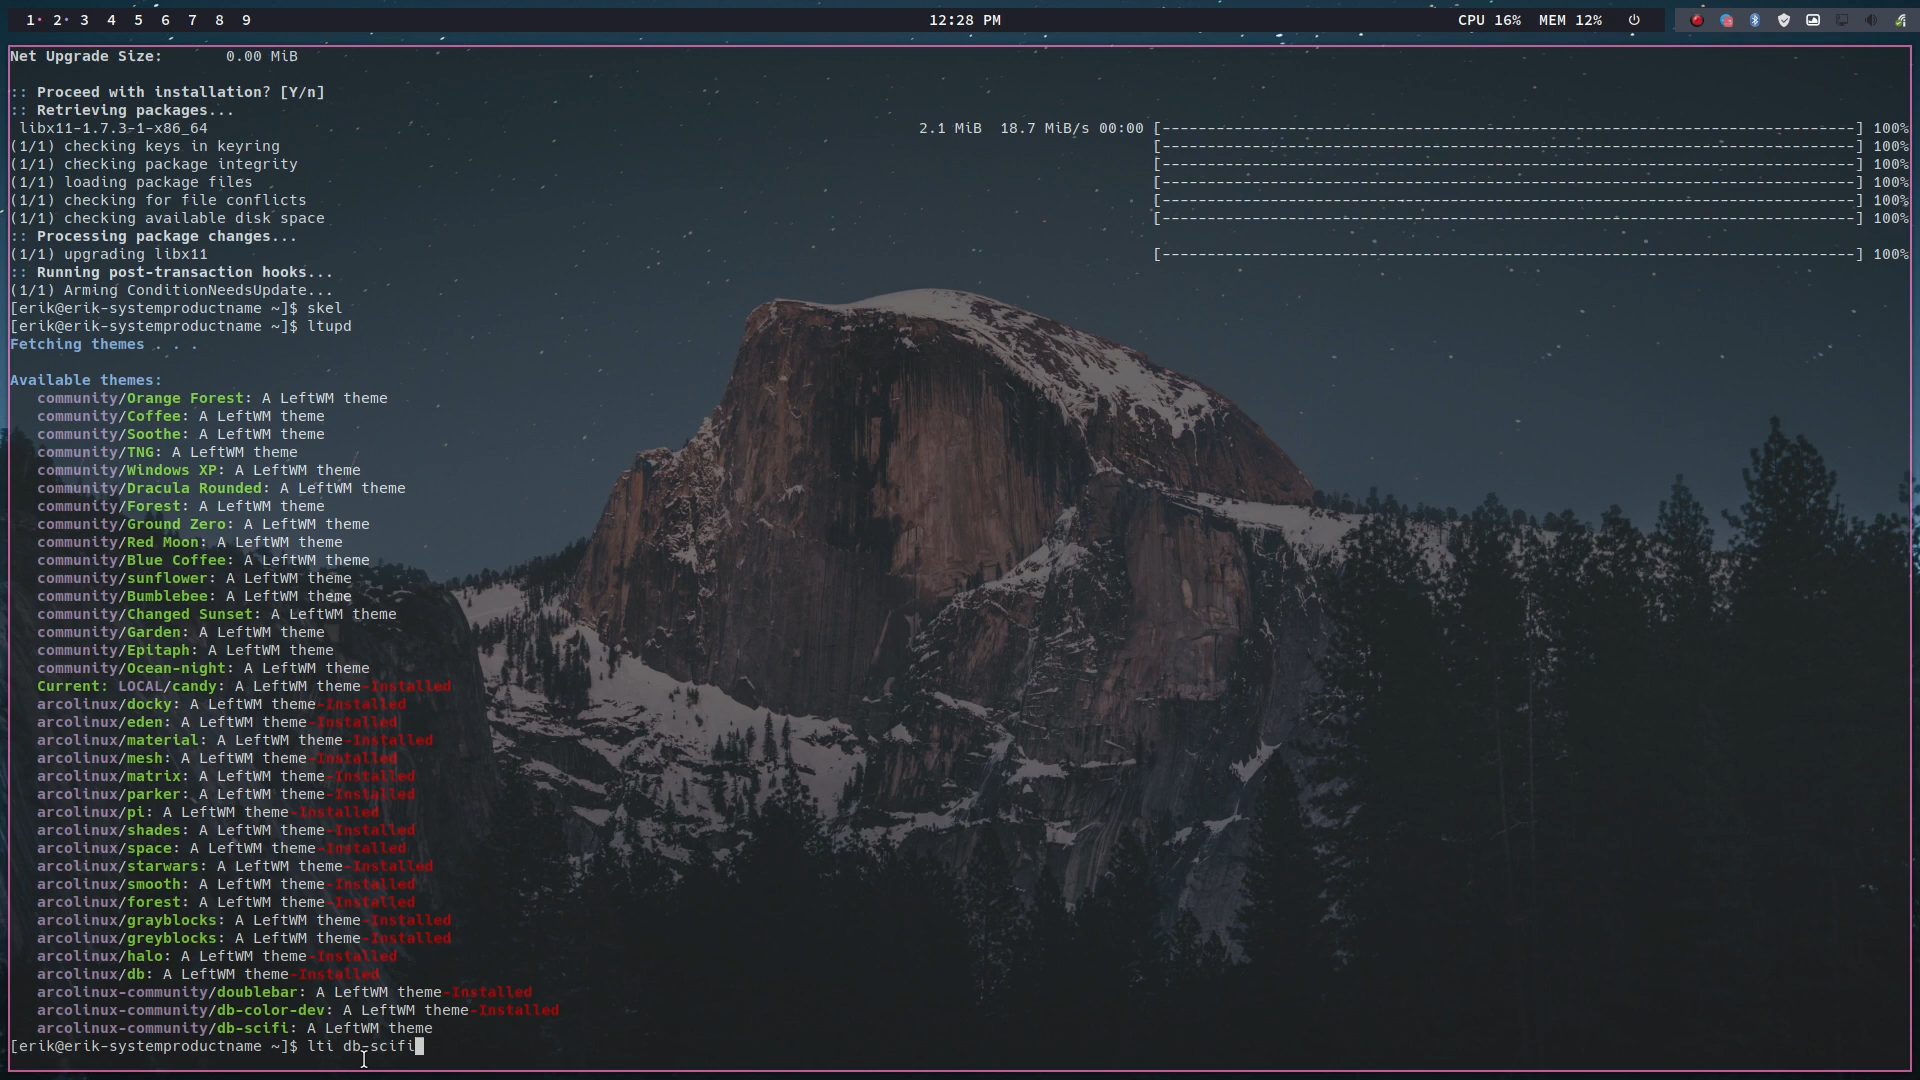 1 2 3 4 5 6 7 8 9 12:28 PM CPU 16% MEM 12%
Net Upgrade Size: 0.00 MiB
:: Proceed with installation? [Y/n]
:: Retrieving packages...
libx11-1.7.3-1-x86_64 2.1 MiB 18.7 MiB/s 00:00 [-----------------------------------------------------------------------------] 100%
(1/1) checking keys in keyring [-----------------------------------------------------------------------------] 100%
(1/1) checking package integrity [-----------------------------------------------------------------------------] 100%
(1/1) loading package files [-----------------------------------------------------------------------------] 100%
(1/1) checking for file conflicts [-----------------------------------------------------------------------------] 100%
(1/1) checking available disk space [-----------------------------------------------------------------------------] 100%
:: Processing package changes...
(1/1) upgrading libx11 [-----------------------------------------------------------------------------] 100%
:: Running post-transaction hooks...
(1/1) Arming ConditionNeedsUpdate...
[erik@erik-systemproductname ~]$ skel
[erik@erik-systemproductname ~]$ ltupd
Fetching themes . . .
Available themes:
community/Orange Forest: A LeftWM theme
community/Coffee: A LeftWM theme
community/Soothe: A LeftWM theme
community/TNG: A LeftWM theme
community/Windows XP: A LeftWM theme
community/Dracula Rounded: A LeftWM theme
community/Forest: A LeftWM theme
community/Ground Zero: A LeftWM theme
community/Red Moon: A LeftWM theme
community/Blue Coffee: A LeftWM theme
community/sunflower: A LeftWM theme
community/Bumblebee: A LeftWM theme
community/Changed Sunset: A LeftWM theme
community/Garden: A LeftWM theme
community/Epitaph: A LeftWM theme
community/Ocean-night: A LeftWM theme
Current: LOCAL/candy: A LeftWM theme-Installed
arcolinux/docky: A LeftWM theme-Installed
arcolinux/eden: A LeftWM theme-Installed
arcolinux/material: A LeftWM theme-Installed
arcolinux/mesh: A LeftWM theme-Installed
arcolinux/matrix: A LeftWM theme-Installed
arcolinux/parker: A LeftWM theme-Installed
arcolinux/pi: A LeftWM theme-Installed
arcolinux/shades: A LeftWM theme-Installed
arcolinux/space: A LeftWM theme-Installed
arcolinux/starwars: A LeftWM theme-Installed
arcolinux/smooth: A LeftWM theme-Installed
arcolinux/forest: A LeftWM theme-Installed
arcolinux/grayblocks: A LeftWM theme-Installed
arcolinux/greyblocks: A LeftWM theme-Installed
arcolinux/halo: A LeftWM theme-Installed
arcolinux/db: A LeftWM theme-Installed
arcolinux-community/doublebar: A LeftWM theme-Installed
arcolinux-community/db-color-dev: A LeftWM theme-Installed
arcolinux-community/db-scifi: A LeftWM theme
[erik@erik-systemproductname ~]$ lti db-scifi